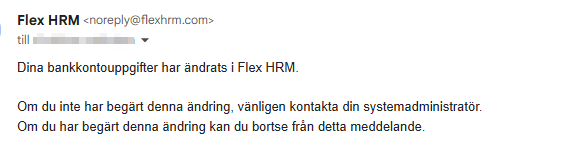 Flex HRM <noreply@flexhrm.com>
till
Dina bankkontouppgifter har ändrats i Flex HRM.
Om du inte har begärt denna ändring, vänligen kontakta din systemadministratör.
Om du har begärt denna ändring kan du bortse från detta meddelande.